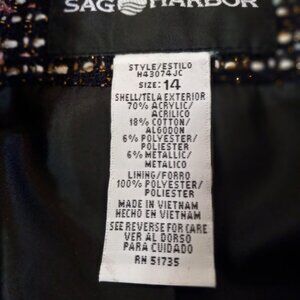 SAG HARBOR
STYLE/ESTILO
H43074JC
SIZE: 14
SHELL/TELA EXTERIOR
70% ACRYLIC/
ACRILICO
18% COTTON/
ALGODON
6% POLYESTER/
POLIESTER
6% METALLIC/
METALICO
LINING/FORRO
100% POLYESTER/
POLIESTER
MADE IN VIETNAM
HECHO EN VIETNAM
SEE REVERSE FOR CARE
VER AL DORSO
PARA CUIDADO
RN 51735